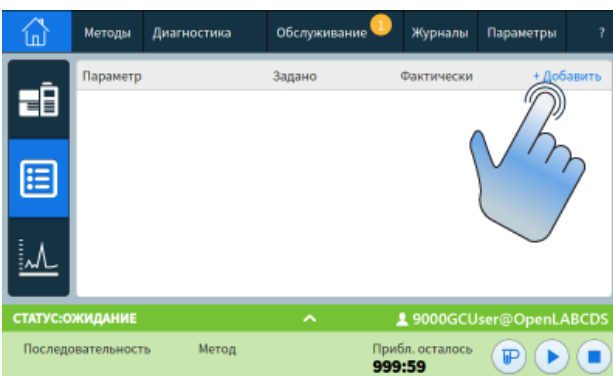 Методы Диагностика Обслуживание 1 Журналы Параметры ?
Параметр Задано Фактически + Добавить
СТАТУС:ОЖИДАНИЕ 9000GCUser@OpenLABCDS
Последовательность Метод Прибл. осталось
999:59